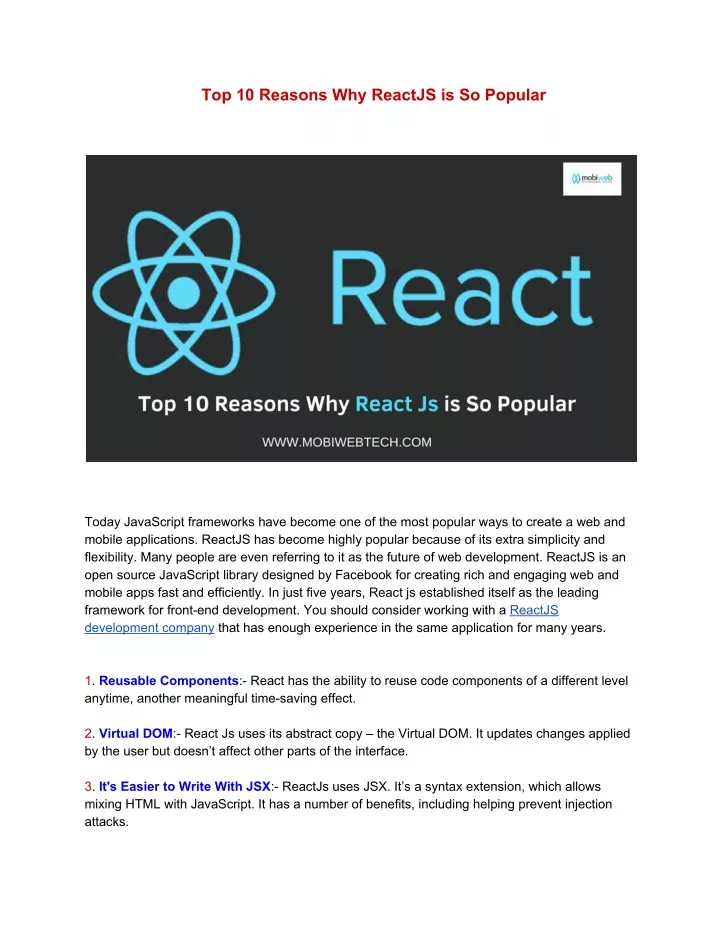 Top 10 Reasons Why ReactJS is So Popular
mobiweb
React
Top 10 Reasons Why React Js is So Popular
WWW.MOBIWEBTECH.COM
Today JavaScript frameworks have become one of the most popular ways to create a web and
mobile applications. ReactJS has become highly popular because of its extra simplicity and
flexibility. Many people are even referring to it as the future of web development. ReactJS is an
open source JavaScript library designed by Facebook for creating rich and engaging web and
mobile apps fast and efficiently. In just five years, React js established itself as the leading
framework for front-end development. You should consider working with a ReactJS
development company that has enough experience in the same application for many years.
1. Reusable Components:- React has the ability to reuse code components of a different level
anytime, another meaningful time-saving effect.
2. Virtual DOM:- React Js uses its abstract copy – the Virtual DOM. It updates changes applied
by the user but doesn’t affect other parts of the interface.
3. It's Easier to Write With JSX:- ReactJs uses JSX. It’s a syntax extension, which allows
mixing HTML with JavaScript. It has a number of benefits, including helping prevent injection
attacks.